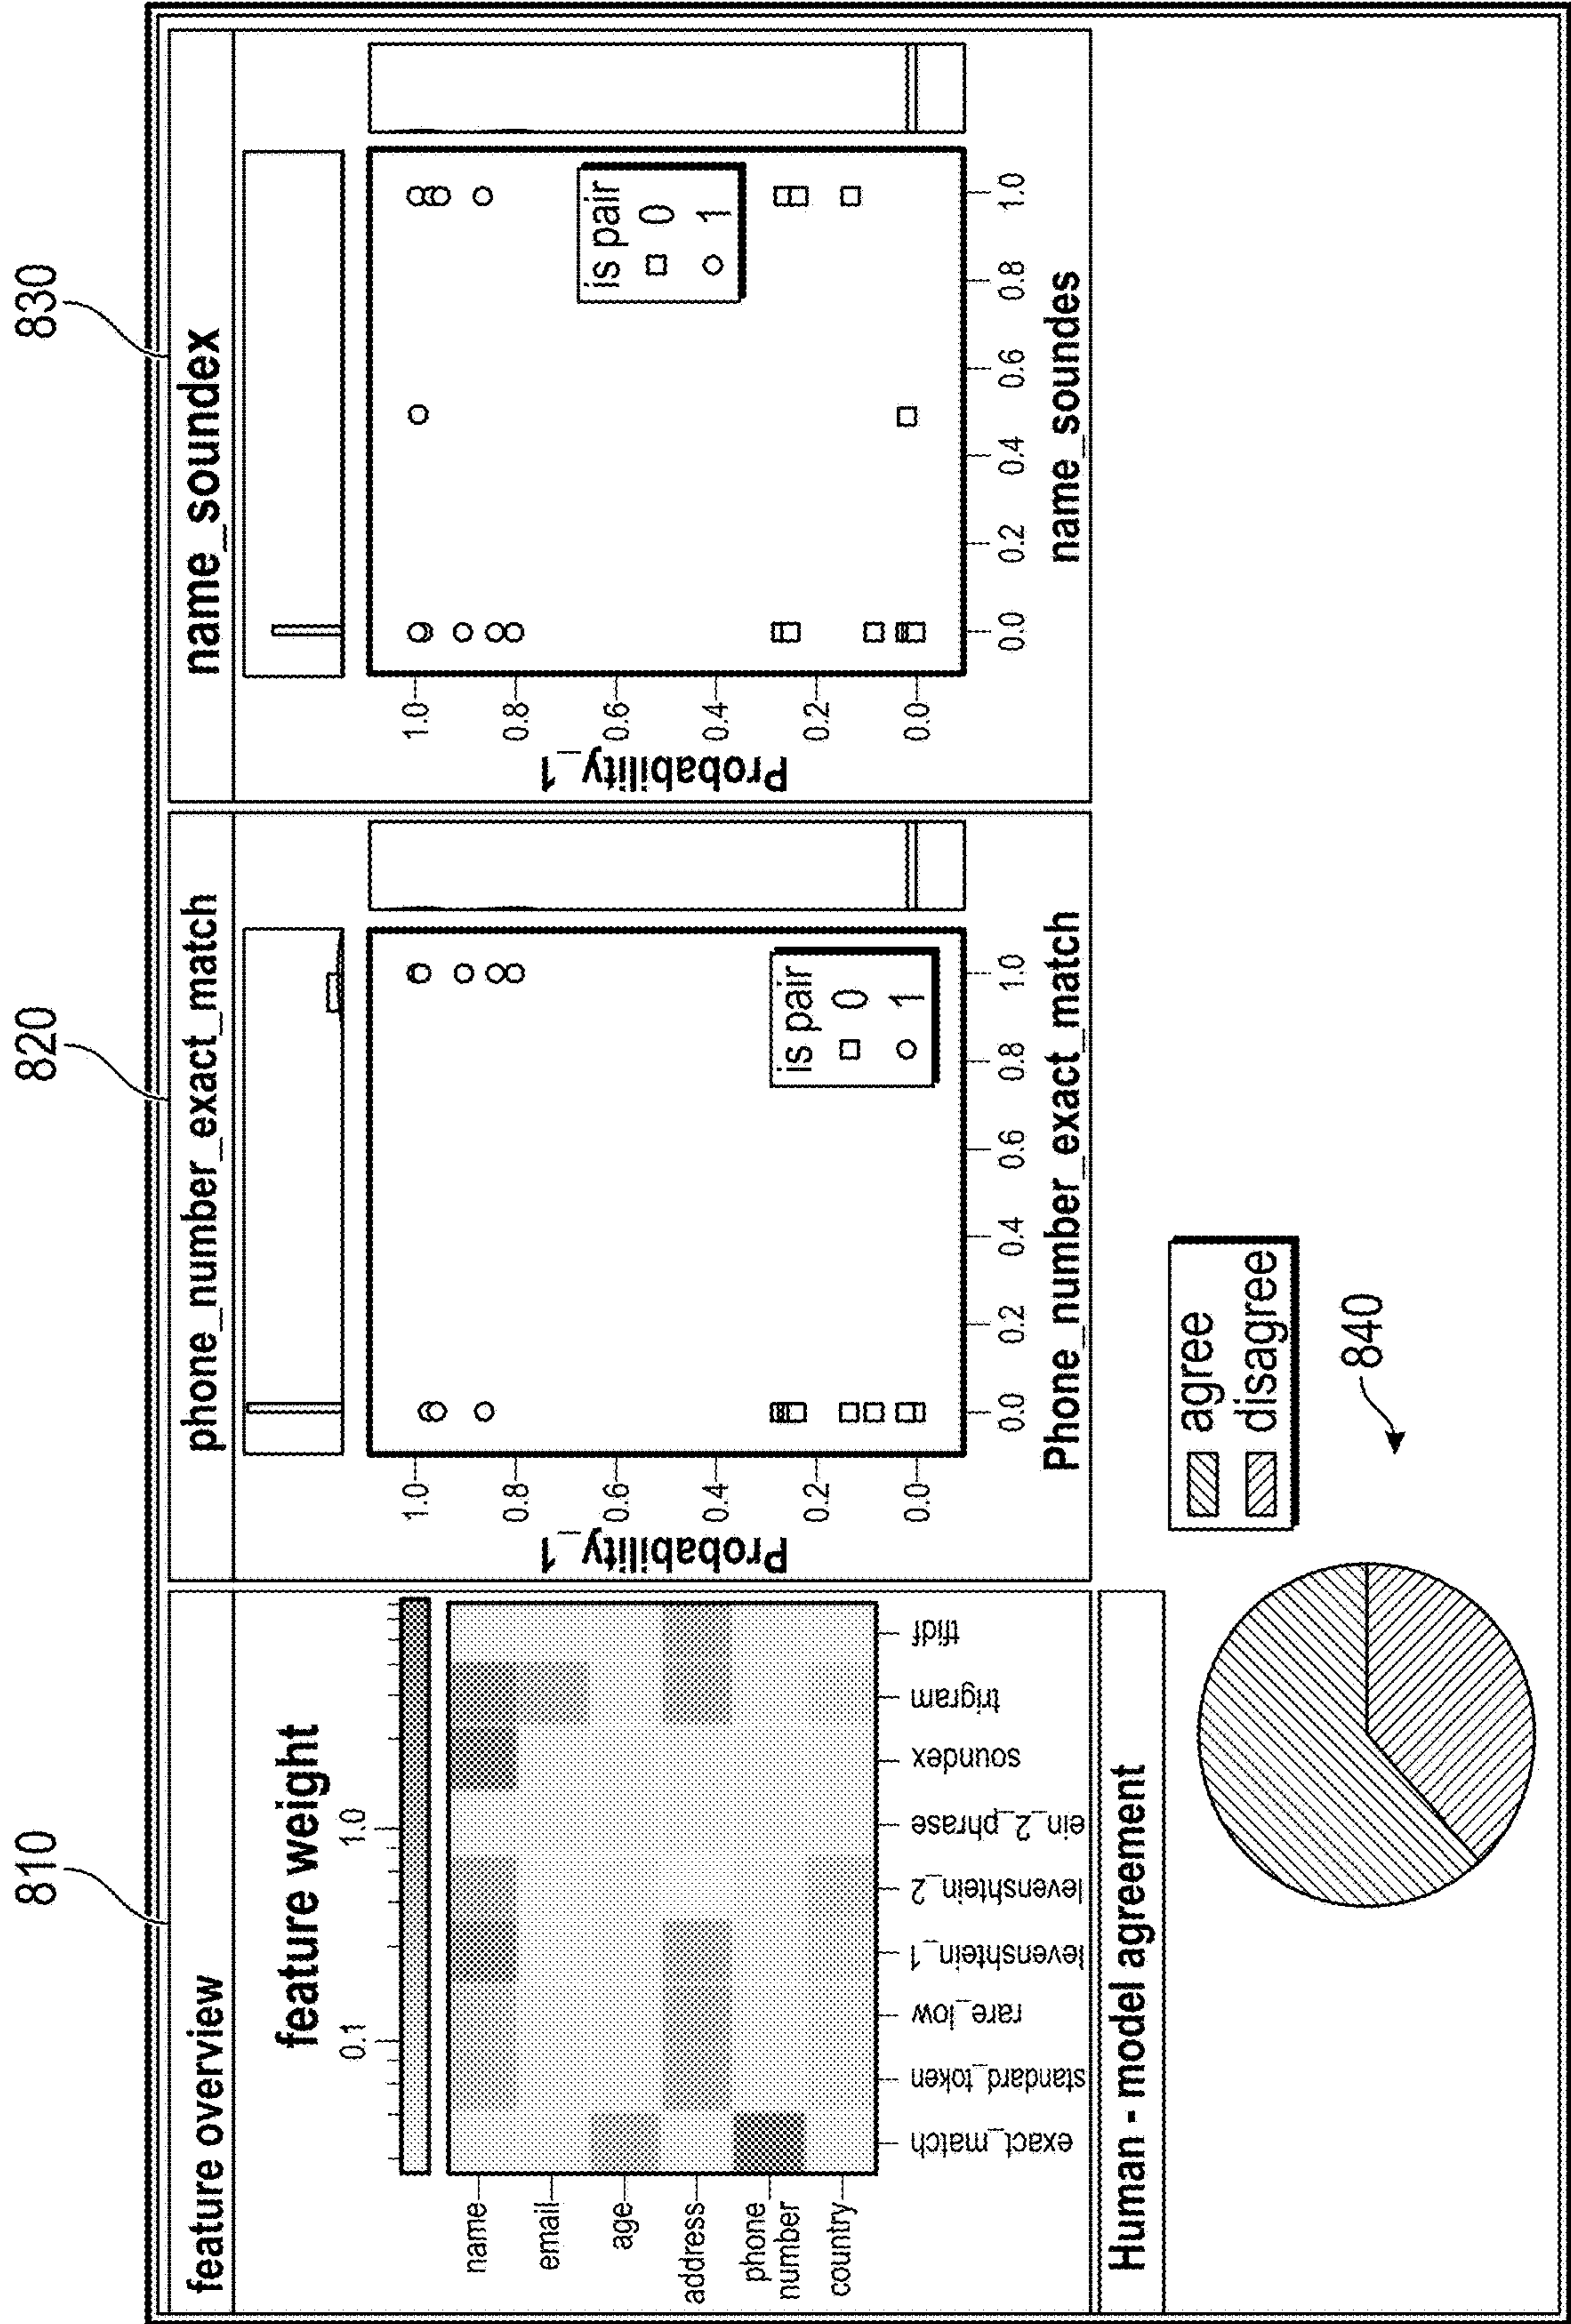 810
820
830
feature overview
feature weight
0.1
1.0
name
email
age
address
phone
number
country
exact_match
standard_token
rare_low
levenshtein_1
levenshtein_2
ein_2_phrase
soundex
trigram
tfidf
phone_number_exact_match
Probability_1
1.0
0.8
0.6
0.4
0.2
0.0
is pair
0
1
0.0
0.2
0.4
0.6
0.8
1.0
Phone_number_exact_match
name_soundex
Probability_1
1.0
0.8
0.6
0.4
0.2
0.0
is pair
0
1
0.0
0.2
0.4
0.6
0.8
1.0
name_soundes
Human - model agreement
agree
disagree
840